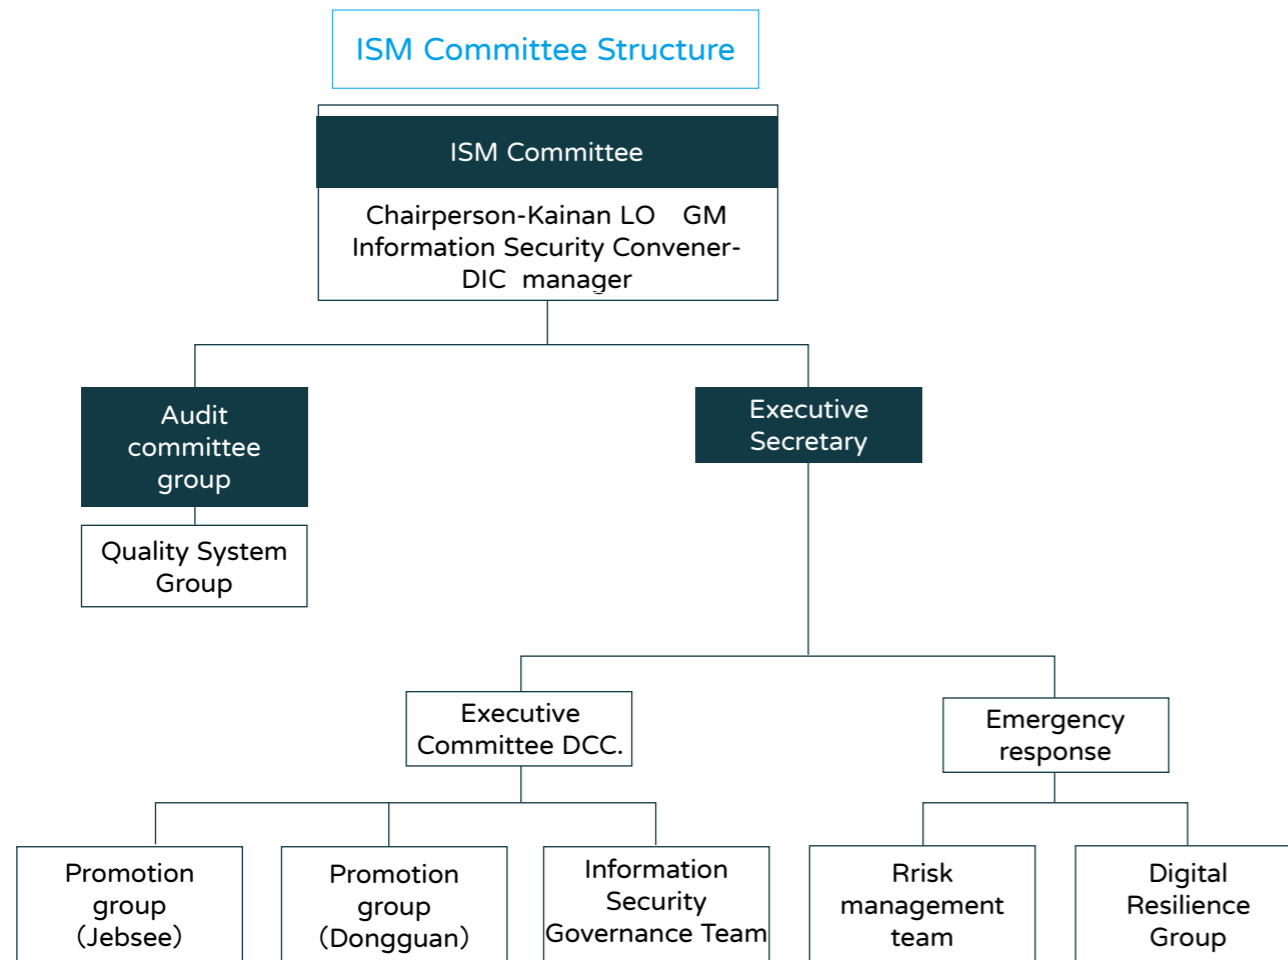 ISM Committee Structure
ISM Committee
Chairperson-Kainan LO GM
Information Security Convener-
DIC manager
Audit
committee
group
Executive
Secretary
Quality System
Group
Executive
Committee DCC.
Emergency
response
Promotion
group
（Jebsee）
Promotion
group
（Dongguan）
Information
Security
Governance Team
Rrisk
management
team
Digital
Resilience
Group